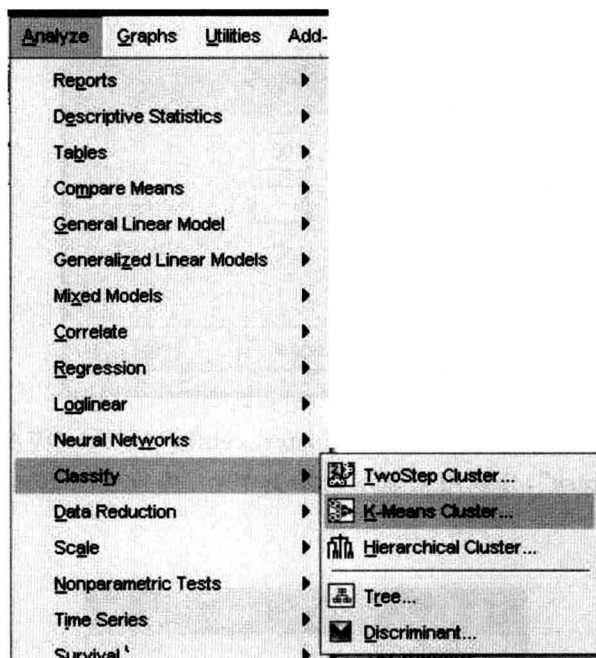 Analyze Graphs Utilities Add-
Reports
Descriptive Statistics
Tables
Compare Means
General Linear Model
Generalized Linear Models
Mixed Models
Correlate
Regression
Loglinear
Neural Networks
Classify
TwoStep Cluster...
Data Reduction
K-Means Cluster...
Scale
Hierarchical Cluster...
Nonparametric Tests
Tree...
Time Series
Discriminant...
Survival